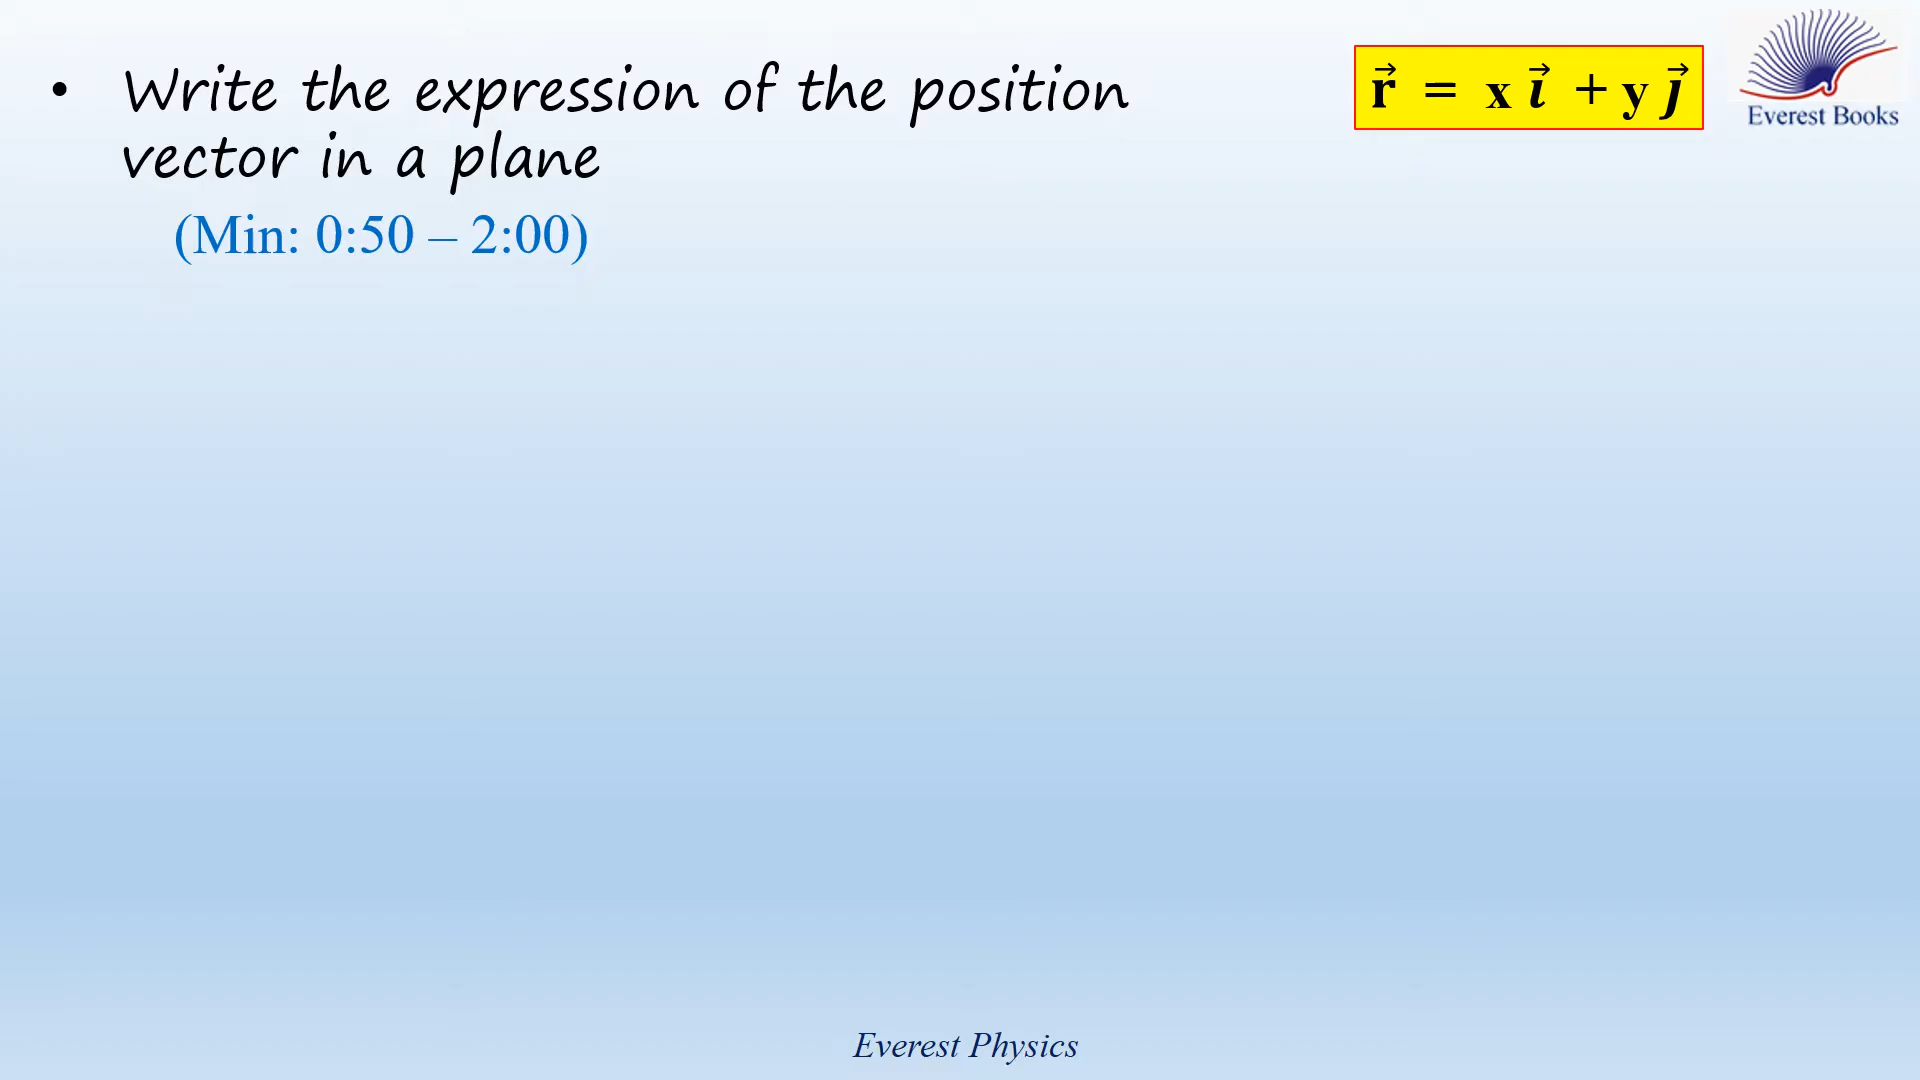 • Write the expression of the position
vector in a plane
(Min: 0:50 – 2:00)
r⃗ = x i⃗ + y j⃗
Everest Books
Everest Physics